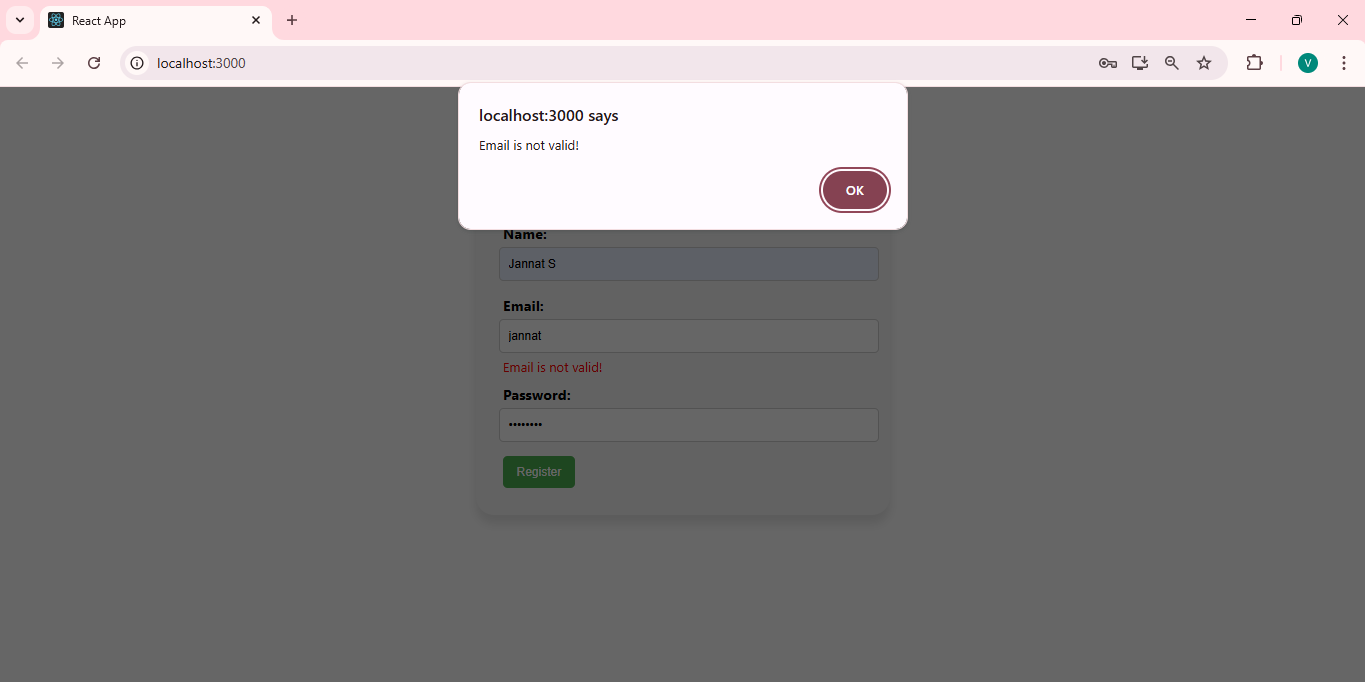 React App
localhost:3000
V
localhost:3000 says
Email is not valid!
OK
Name:
Jannat S
Email:
jannat
Email is not valid!
Password:
••••••••
Register